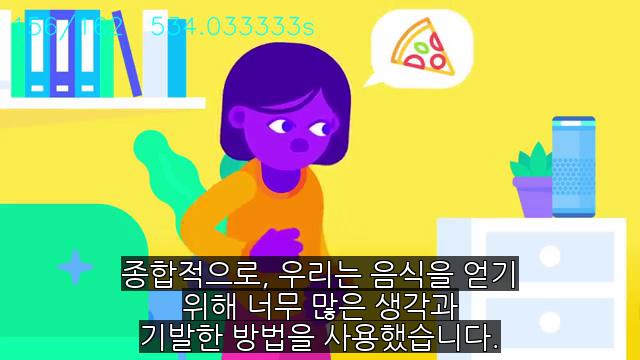 156/162 534.033333s
종합적으로, 우리는 음식을 얻기
위해 너무 많은 생각과
기발한 방법을 사용했습니다.